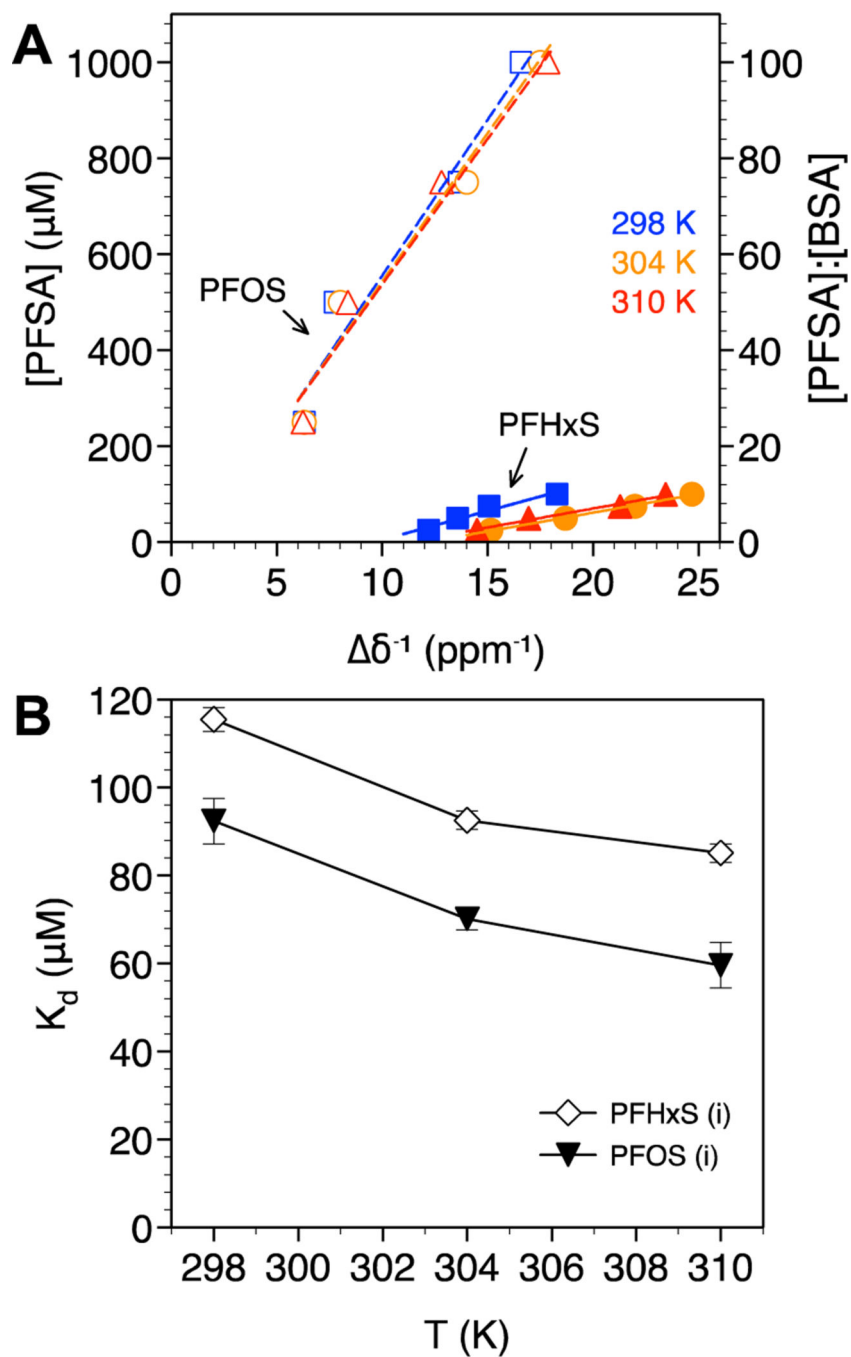 A
[PFSA] (μM)
1000
800
600
400
200
0
100
80
60
40
20
0
[PFSA]:[BSA]
298 K
304 K
310 K
PFOS
PFHxS
0 5 10 15 20 25
Δδ⁻¹ (ppm⁻¹)
B
K_d (μM)
120
100
80
60
40
20
0
PFHxS (i)
PFOS (i)
298 300 302 304 306 308 310
T (K)